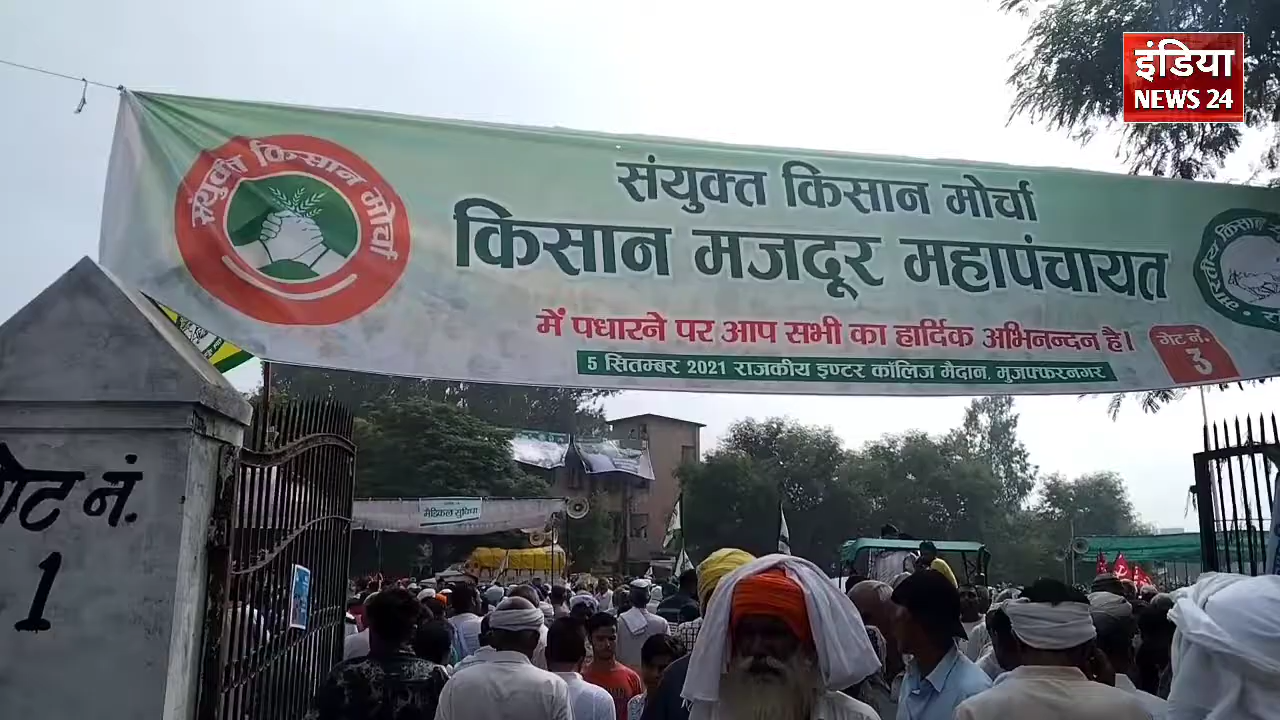 इंडिया
NEWS 24
संयुक्त किसान मोर्चा
संयुक्त किसान मोर्चा
किसान मजदूर महापंचायत
में पधारने पर आप सभी का हार्दिक अभिनन्दन है।
5 सितम्बर 2021 राजकीय इण्टर कॉलिज मैदान, मुजफ्फरनगर
गेट नं.
3
भारतीय किसान
मैडिकल सुविधा
गेट नं.
1